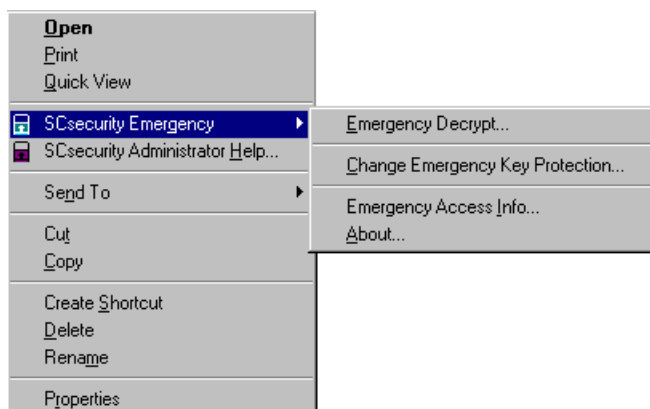 Open
Print
Quick View
SCsecurity Emergency
SCsecurity Administrator Help...
Send To
Cut
Copy
Create Shortcut
Delete
Rename
Properties
Emergency Decrypt...
Change Emergency Key Protection...
Emergency Access Info...
About...